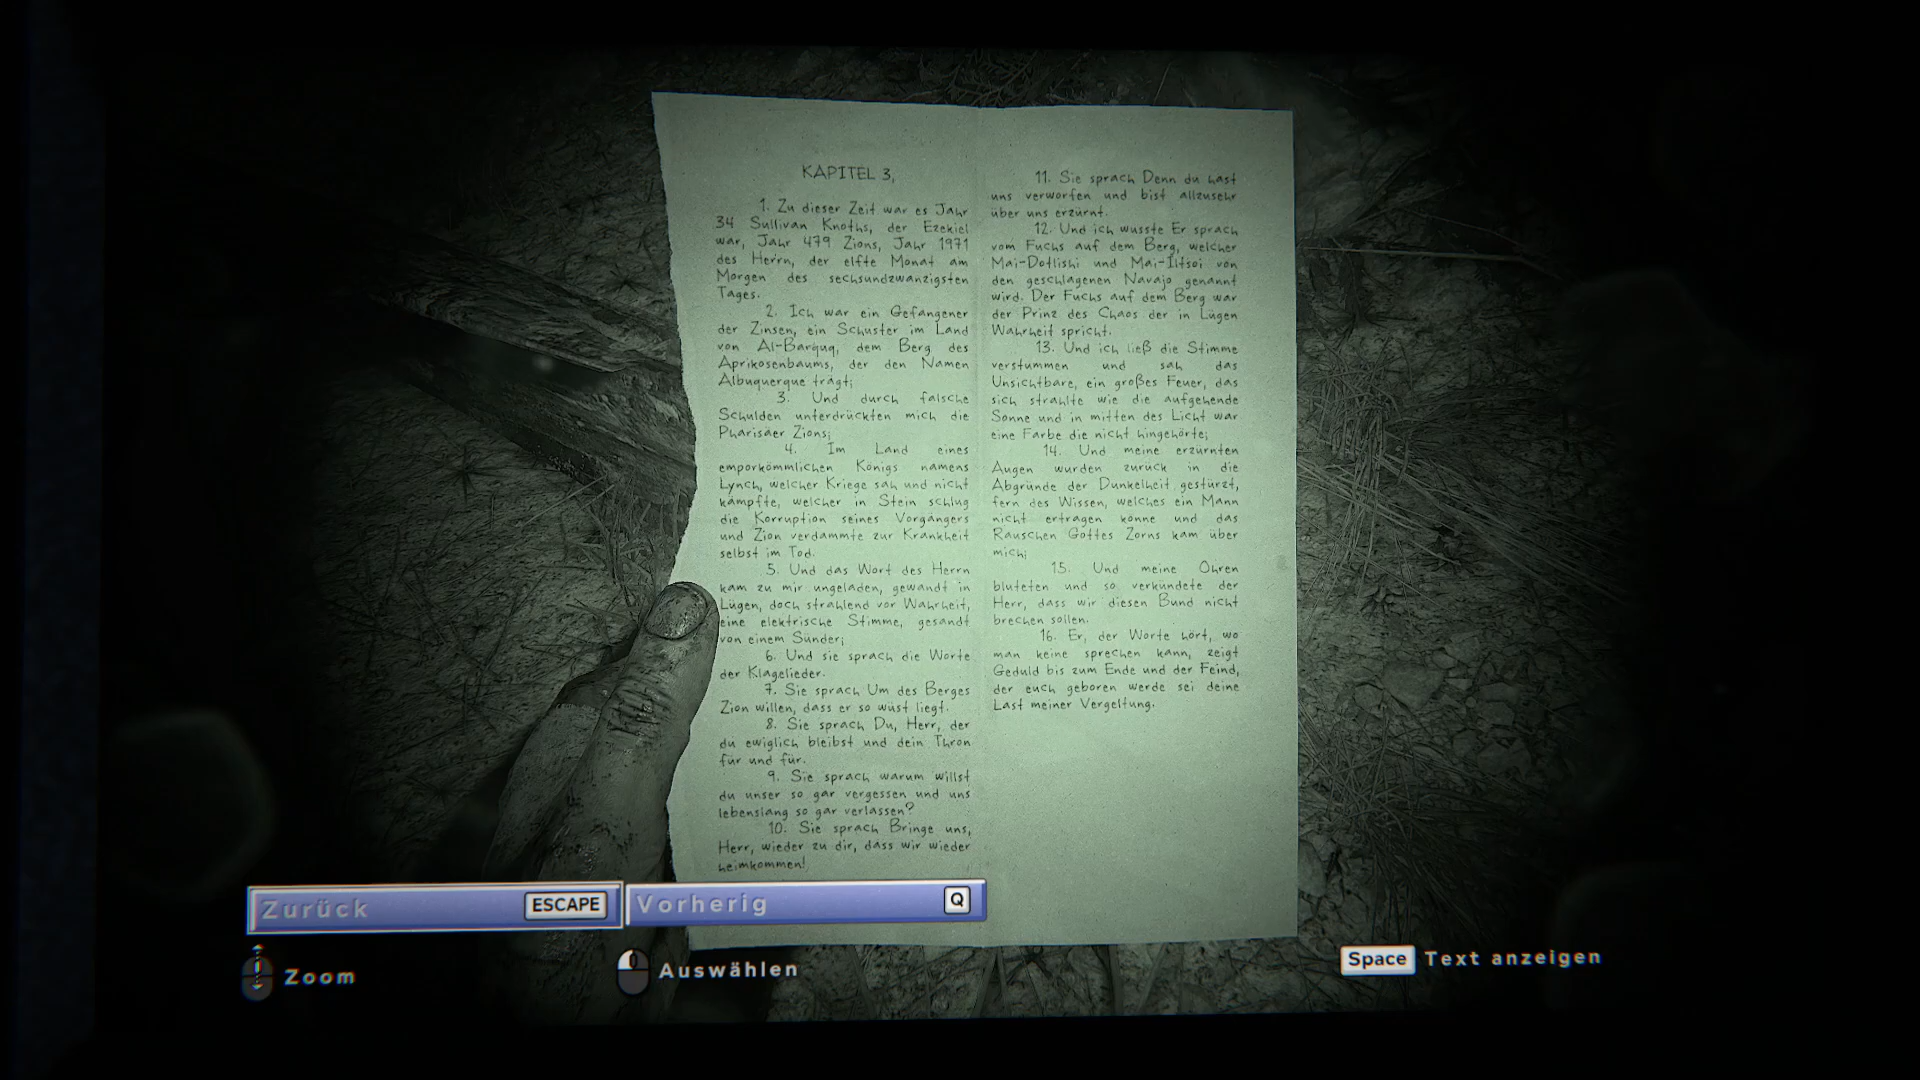 KAPITEL 3,
1. Zu dieser Zeit war es Jahr
34 Sullivan Knoths, der Ezekiel
war, Jahr 479 Zions, Jahr 1971
des Herrn, der elfte Monat am
Morgen des sechsundzwanzigsten
Tages.
2. Ich war ein Gefangener
der Zinsen, ein Schuster im Land
von Al-Barquq, dem Berg des
Aprikosenbaums, der den Namen
Albuquerque trägt;
3. Und durch falsche
Schulden unterdrückten mich die
Pharisäer Zions;
4. Im Land eines
emporkömmlichen Königs namens
Lynch, welcher Kriege sah und nicht
kämpfte, welcher in Stein schlug
die Korruption seines Vorgängers
und Zion verdammte zur Krankheit
selbst im Tod.
5. Und das Wort des Herrn
kam zu mir ungeladen, gewandt in
Lügen, doch strahlend vor Wahrheit,
eine elektrische Stimme, gesandt
von einem Sünder;
6. Und sie sprach die Worte
der Klagelieder.
7. Sie sprach Um des Berges
Zion willen, dass er so wüst liegt.
8. Sie sprach Du, Herr, der
du ewiglich bleibst und dein Thron
für und für.
9. Sie sprach warum willst
du unser so gar vergessen und uns
lebenslang so gar verlassen?
10. Sie sprach Bringe uns,
Herr, wieder zu dir, dass wir wieder
heimkommen!
11. Sie sprach Denn du hast
uns verworfen und bist allzusehr
über uns erzürnt.
12. Und ich wusste Er sprach
vom Fuchs auf dem Berg, welcher
Mai-Dotlishi und Mai-Iltsoi von
den geschlagenen Navajo genannt
wird. Der Fuchs auf dem Berg war
der Prinz des Chaos der in Lügen
Wahrheit spricht.
13. Und ich ließ die Stimme
verstummen und sah das
Unsichtbare, ein großes Feuer, das
sich strahlte wie die aufgehende
Sonne und in mitten des Licht war
eine Farbe die nicht hingehörte;
14. Und meine erzürnten
Augen wurden zurück in die
Abgründe der Dunkelheit gestürzt,
fern des Wissen, welches ein Mann
nicht ertragen könne und das
Rauschen Gottes Zorns kam über
mich;
15. Und meine Ohren
bluteten und so verkündete der
Herr, dass wir diesen Bund nicht
brechen sollen.
16. Er, der Worte hört, wo
man keine sprechen kann, zeigt
Geduld bis zum Ende und der Feind,
der euch geboren werde sei deine
Last meiner Vergeltung.
Zurück ESCAPE Vorherig Q
Zoom Auswählen Space Text anzeigen